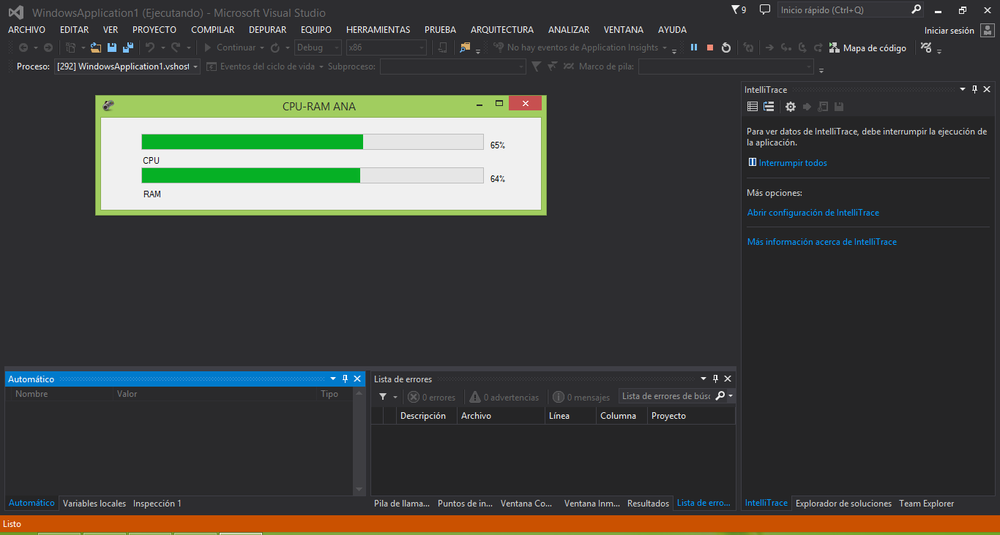 WindowsApplication1 (Ejecutando) - Microsoft Visual Studio
9
Inicio rápido (Ctrl+Q)
ARCHIVO EDITAR VER PROYECTO COMPILAR DEPURAR EQUIPO HERRAMIENTAS PRUEBA ARQUITECTURA ANALIZAR VENTANA AYUDA
Iniciar sesión
Continuar Debug x86 No hay eventos de Application Insights Mapa de código
Proceso: [292] WindowsApplication1.vshost Eventos del ciclo de vida Subproceso: Marco de pila:
CPU-RAM ANA
65%
CPU
64%
RAM
IntelliTrace
Para ver datos de IntelliTrace, debe interrumpir la ejecución de
la aplicación.
Interrumpir todos
Más opciones:
Abrir configuración de IntelliTrace
Más información acerca de IntelliTrace
Automático
Nombre Valor Tipo
Automático Variables locales Inspección 1
Lista de errores
0 errores 0 advertencias 0 mensajes Lista de errores de búsc
Descripción Archivo Línea Columna Proyecto
Pila de llama... Puntos de in... Ventana Co... Ventana Inm... Resultados Lista de erro...
IntelliTrace Explorador de soluciones Team Explorer
Listo